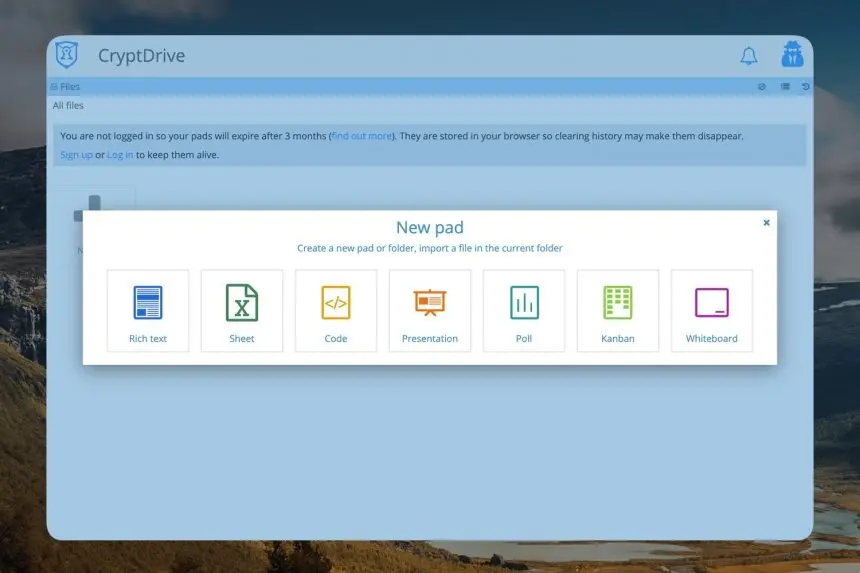 CryptDrive
Files
All files
You are not logged in so your pads will expire after 3 months (find out more). They are stored in your browser so clearing history may make them disappear.
Sign up or Log in to keep them alive.
New pad
Create a new pad or folder, import a file in the current folder
Rich text
Sheet
Code
Presentation
Poll
Kanban
Whiteboard